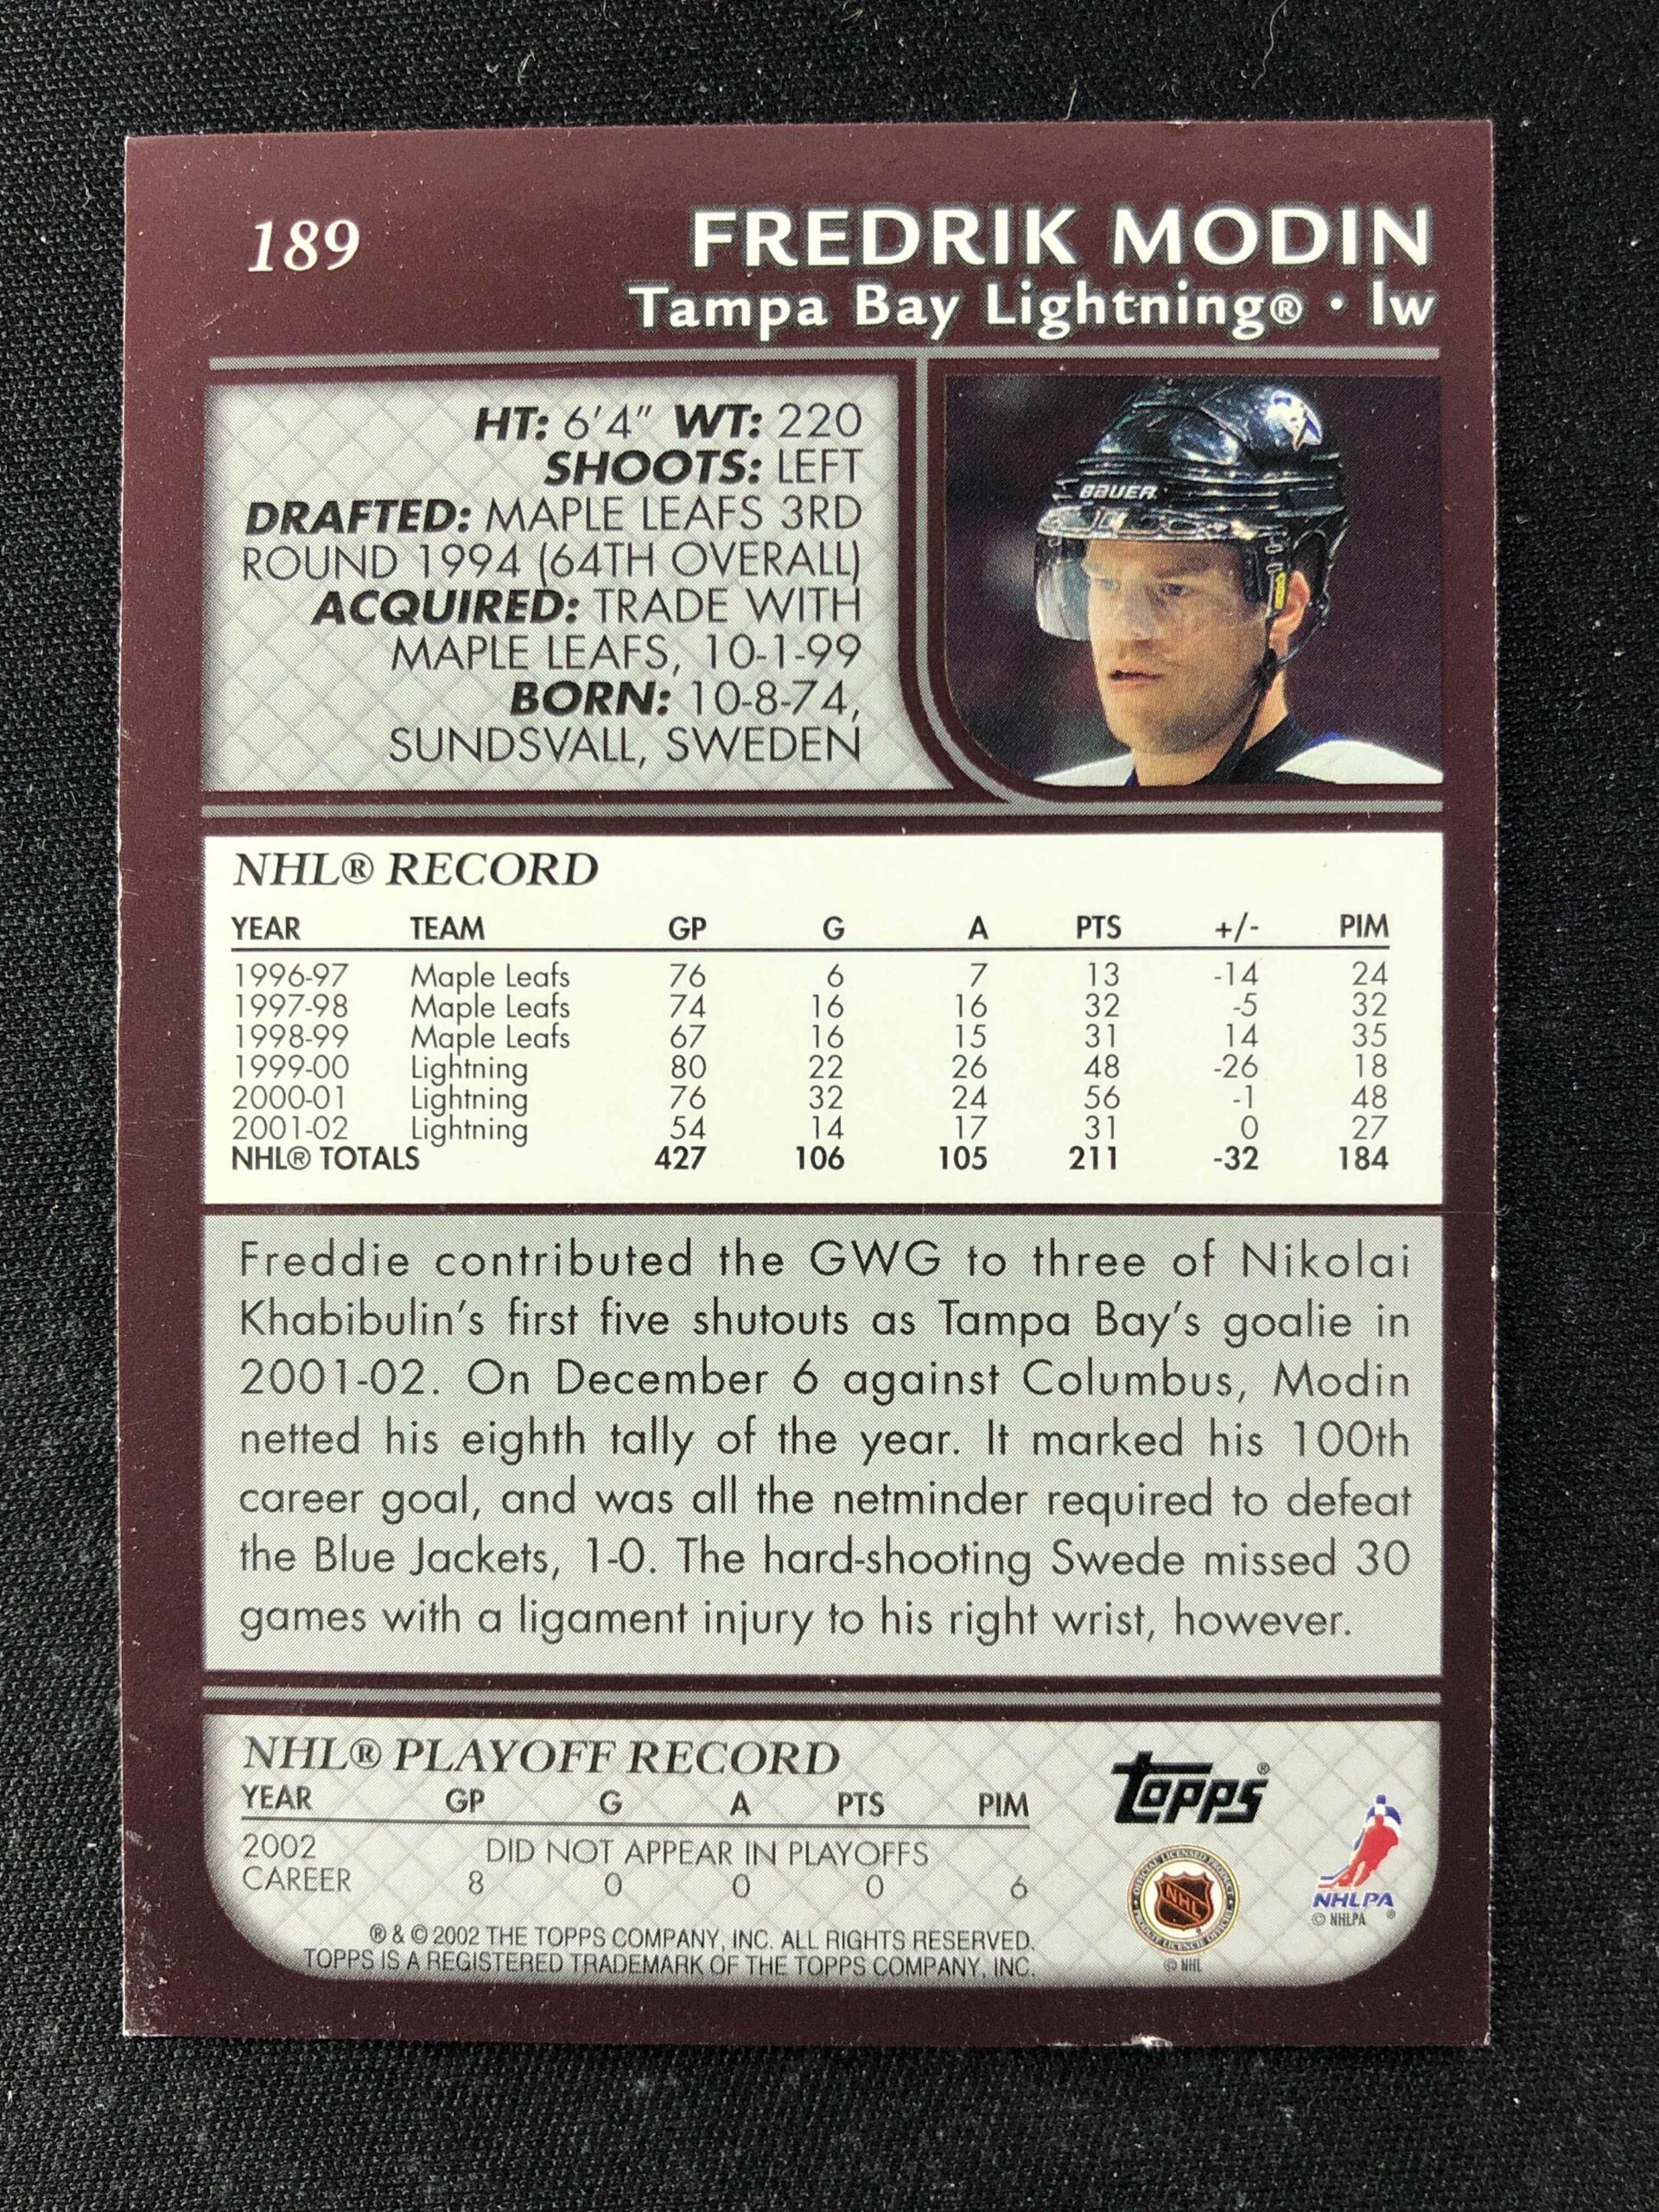 189
FREDRIK MODIN
Tampa Bay Lightning® • lw
HT: 6'4" WT: 220
SHOOTS: LEFT
DRAFTED: MAPLE LEAFS 3RD
ROUND 1994 (64TH OVERALL)
ACQUIRED: TRADE WITH
MAPLE LEAFS, 10-1-99
BORN: 10-8-74,
SUNDSVALL, SWEDEN
BAUER
NHL® RECORD
YEAR TEAM GP G A PTS +/- PIM
1996-97 Maple Leafs 76 6 7 13 -14 24
1997-98 Maple Leafs 74 16 16 32 -5 32
1998-99 Maple Leafs 67 16 15 31 14 35
1999-00 Lightning 80 22 26 48 -26 18
2000-01 Lightning 76 32 24 56 -1 48
2001-02 Lightning 54 14 17 31 0 27
NHL® TOTALS 427 106 105 211 -32 184
Freddie contributed the GWG to three of Nikolai
Khabibulin's first five shutouts as Tampa Bay's goalie in
2001-02. On December 6 against Columbus, Modin
netted his eighth tally of the year. It marked his 100th
career goal, and was all the netminder required to defeat
the Blue Jackets, 1-0. The hard-shooting Swede missed 30
games with a ligament injury to his right wrist, however.
NHL® PLAYOFF RECORD
YEAR GP G A PTS PIM
2002 DID NOT APPEAR IN PLAYOFFS
CAREER 8 0 0 0 6
® & © 2002 THE TOPPS COMPANY, INC. ALL RIGHTS RESERVED.
TOPPS IS A REGISTERED TRADEMARK OF THE TOPPS COMPANY, INC.
topps®
OFFICIAL LICENSED PRODUCT
NHL
© NHL
NHLPA®
© NHLPA